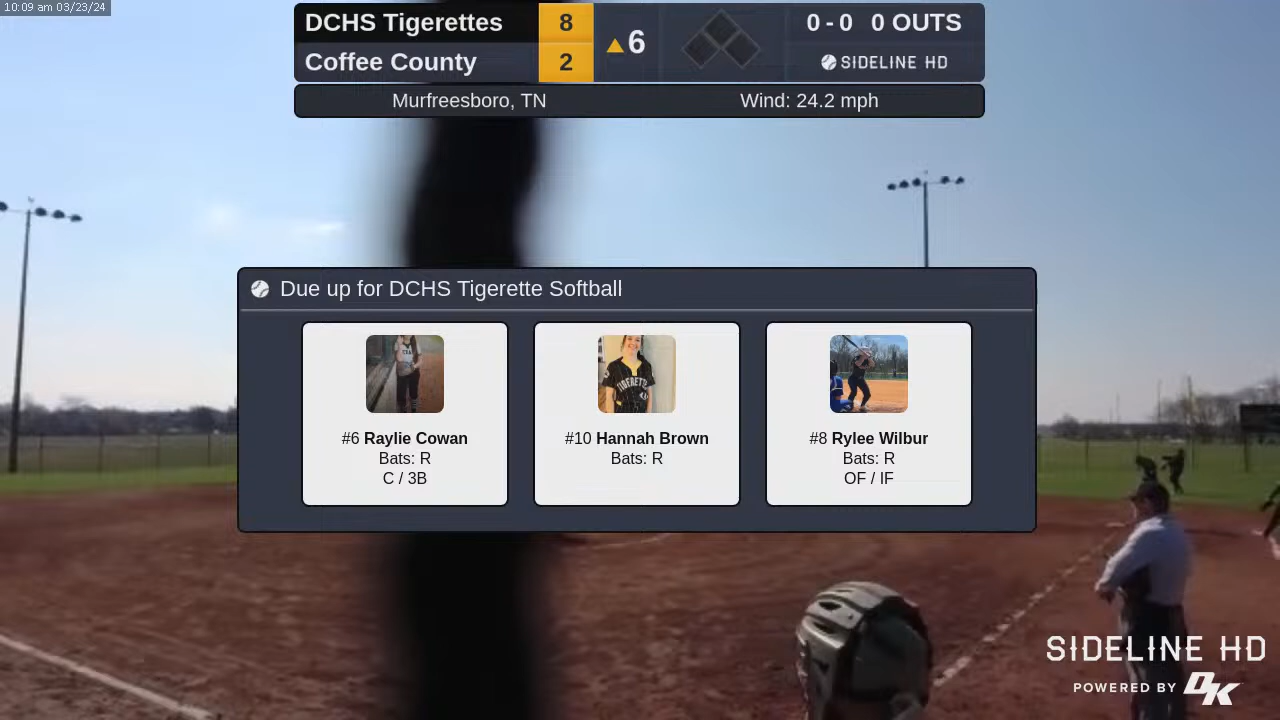 10:09 am 03/23/24
DCHS Tigerettes 8
Coffee County 2
6
0 - 0 0 OUTS
SIDELINE HD
Murfreesboro, TN Wind: 24.2 mph
Due up for DCHS Tigerette Softball
#6 Raylie Cowan
Bats: R
C / 3B
#10 Hannah Brown
Bats: R
#8 Rylee Wilbur
Bats: R
OF / IF
SIDELINE HD
POWERED BY DK